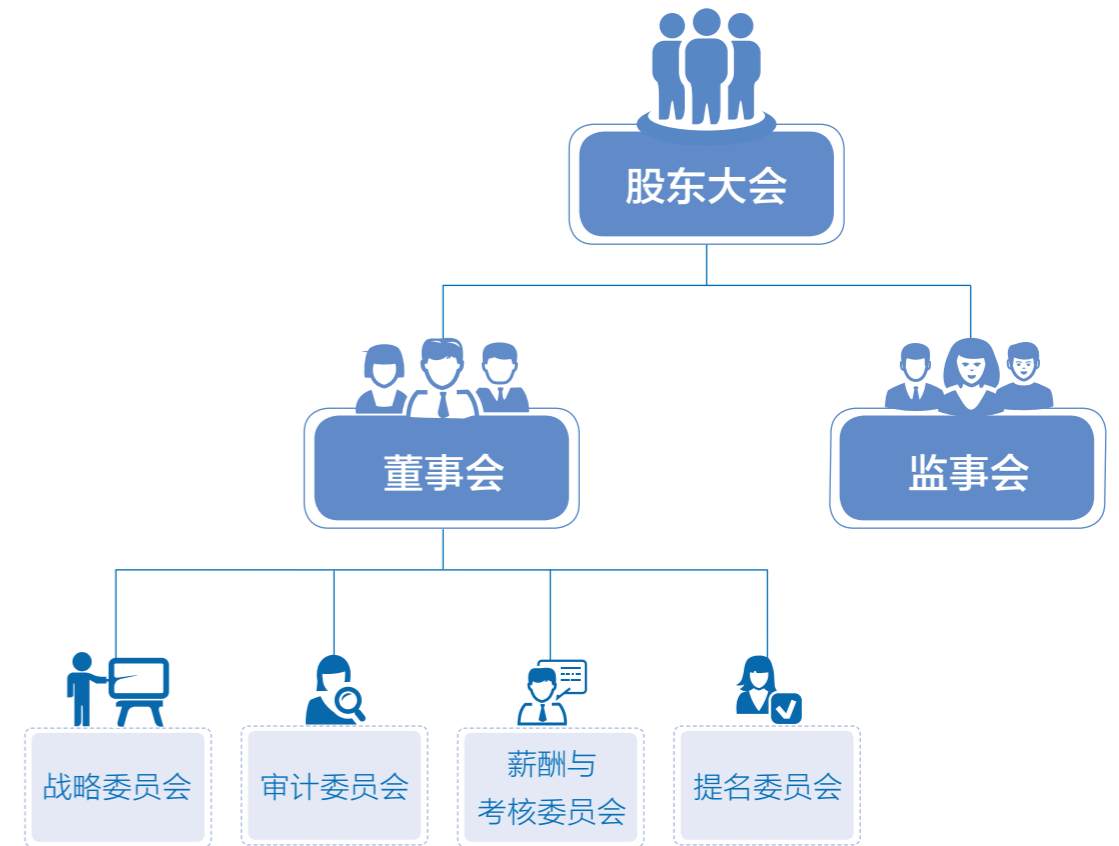 股东大会
董事会
监事会
战略委员会
审计委员会
薪酬与
考核委员会
提名委员会